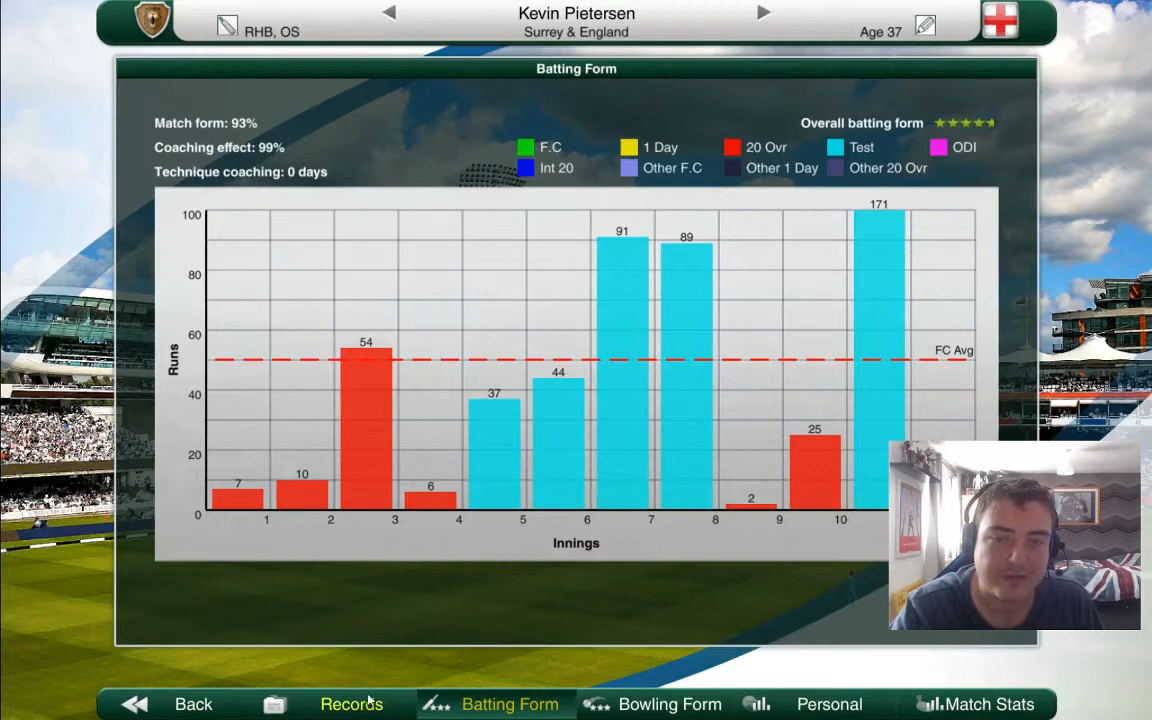 Kevin Pietersen
RHB, OS
Surrey & England
Age 37
Batting Form
Match form: 93%
Overall batting form
Coaching effect: 99%
F.C
1 Day
20 Ovr
Test
ODI
Technique coaching: 0 days
Int 20
Other F.C
Other 1 Day
Other 20 Ovr
100
80
60
40
20
0
Runs
7
10
54
6
37
44
91
89
2
25
171
FC Avg
1
2
3
4
5
6
7
8
9
10
Innings
Back
Records
Batting Form
Bowling Form
Personal
Match Stats